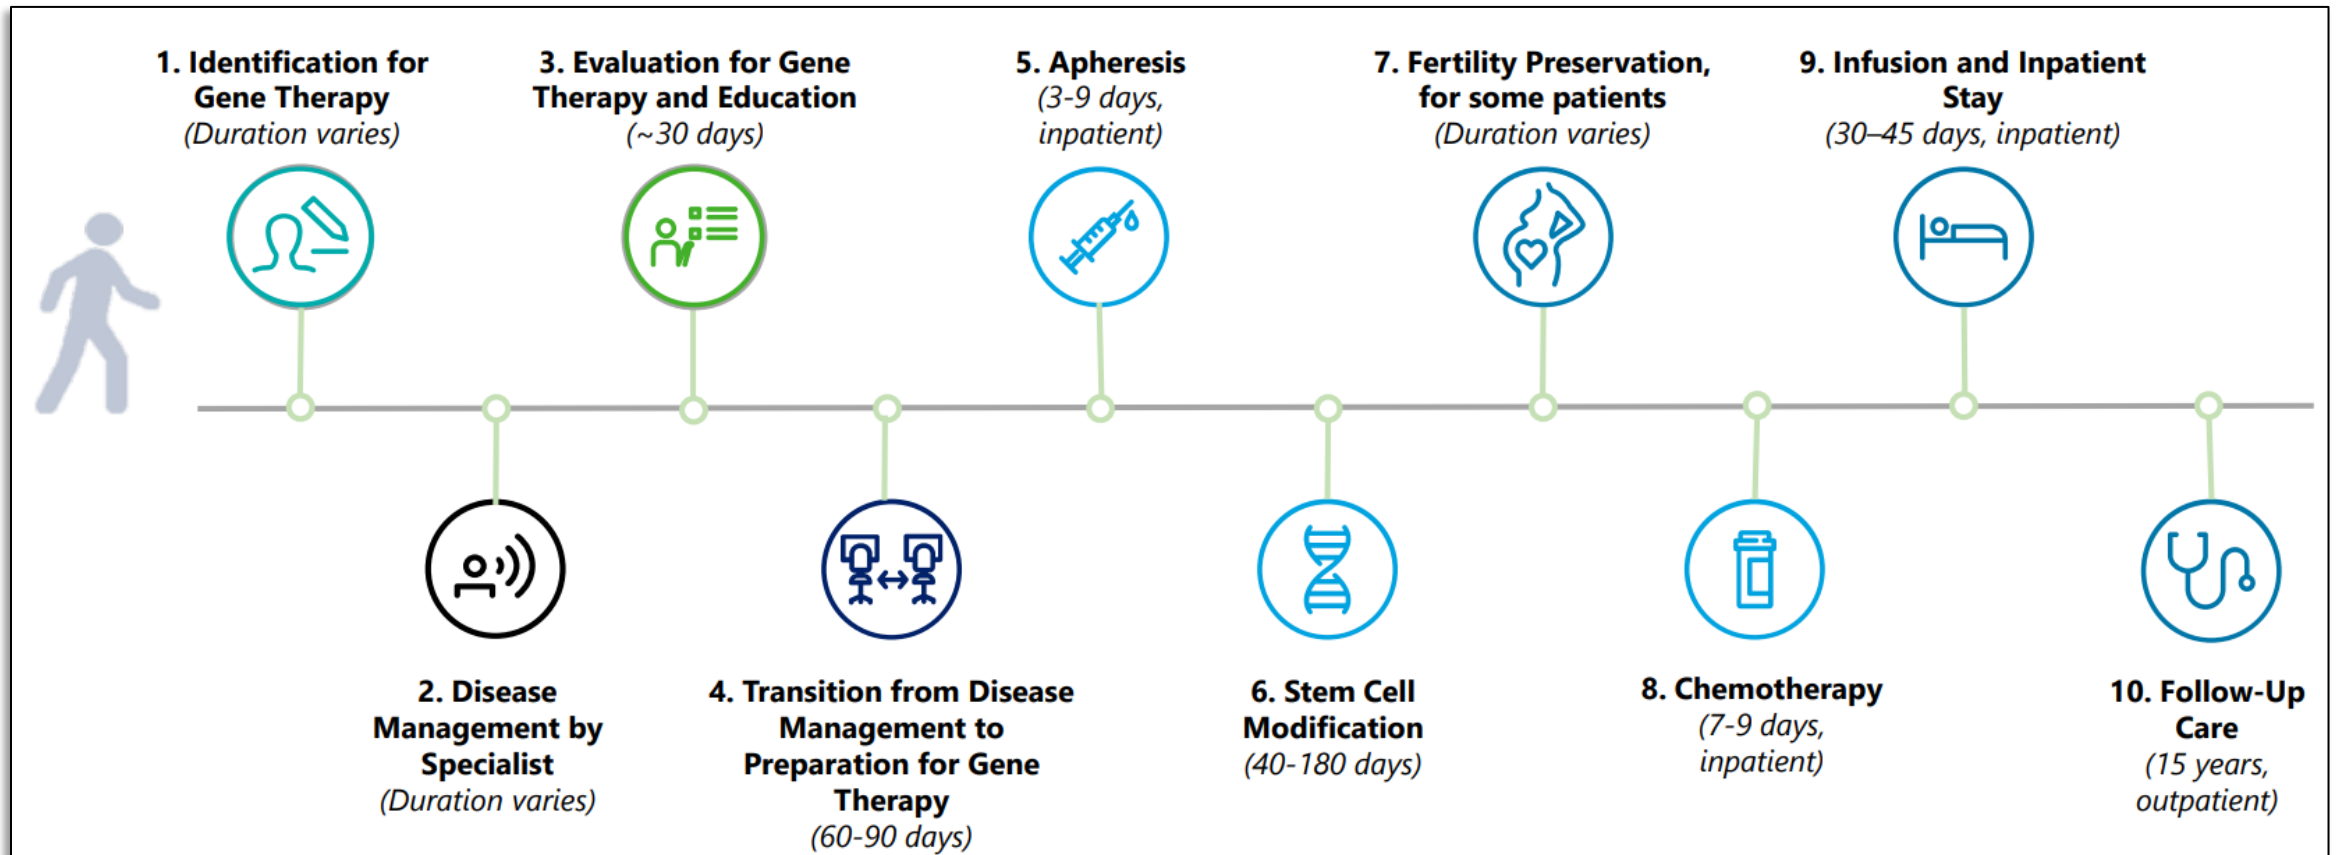 1. Identification for
Gene Therapy
(Duration varies)
2. Disease
Management by
Specialist
(Duration varies)
3. Evaluation for Gene
Therapy and Education
(~30 days)
4. Transition from Disease
Management to
Preparation for Gene
Therapy
(60-90 days)
5. Apheresis
(3-9 days,
inpatient)
6. Stem Cell
Modification
(40-180 days)
7. Fertility Preservation,
for some patients
(Duration varies)
8. Chemotherapy
(7-9 days,
inpatient)
9. Infusion and Inpatient
Stay
(30–45 days, inpatient)
10. Follow-Up
Care
(15 years,
outpatient)